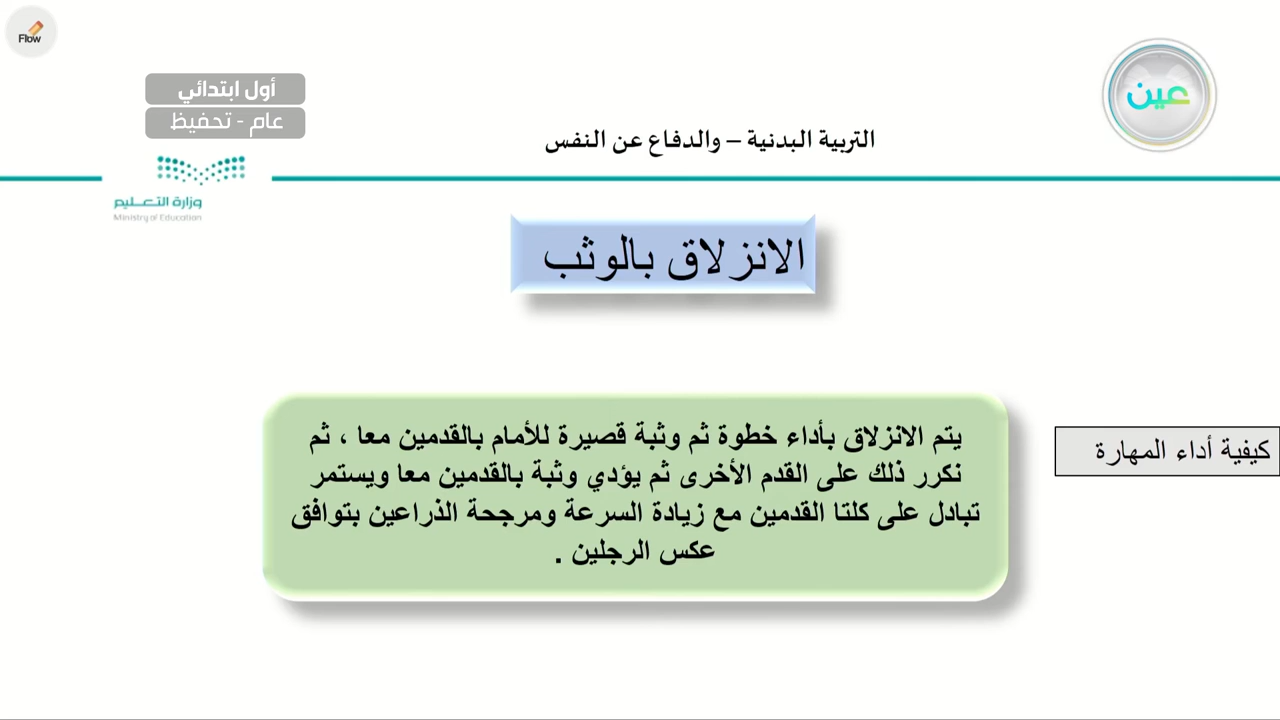 Flow
عين
أول ابتدائي
عام - تحفيظ
التربية البدنية – والدفاع عن النفس
وزارة التعليم
Ministry of Education
الانزلاق بالوثب
كيفية أداء المهارة
يتم الانزلاق بأداء خطوة ثم وثبة قصيرة للأمام بالقدمين معا ، ثم
نكرر ذلك على القدم الأخرى ثم يؤدي وثبة بالقدمين معا ويستمر
تبادل على كلتا القدمين مع زيادة السرعة ومرجحة الذراعين بتوافق
عكس الرجلين .